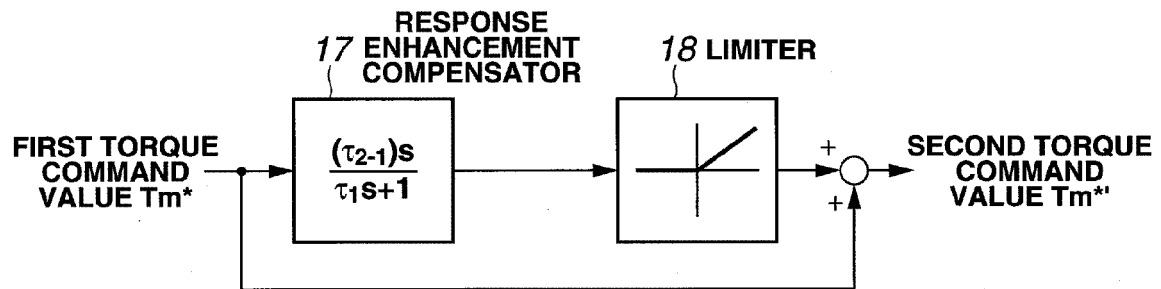 RESPONSE
17 ENHANCEMENT
COMPENSATOR
18 LIMITER
FIRST TORQUE
COMMAND
VALUE Tm*
(τ₂₋₁)s
τ₁s+1
+
+
SECOND TORQUE
COMMAND
VALUE Tm*'